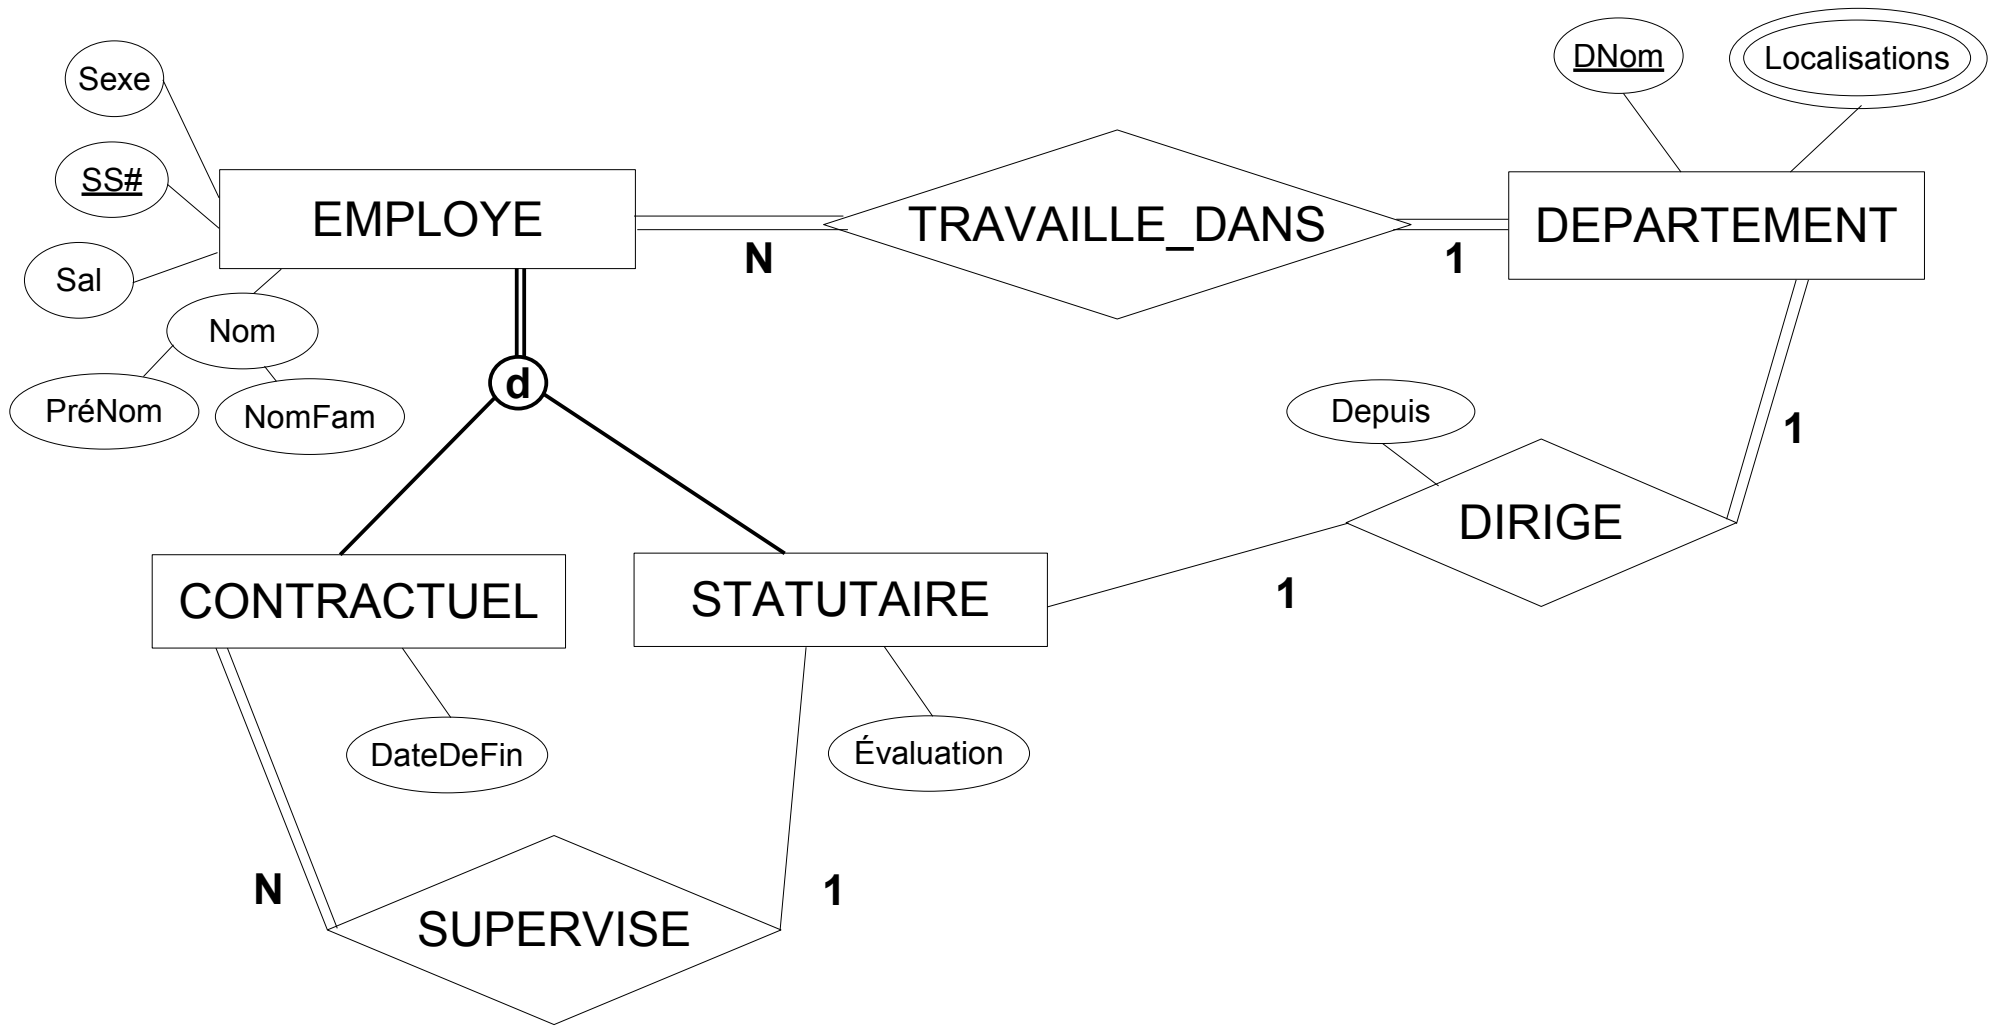 DNom
Localisations
Sexe
SS#
EMPLOYE
TRAVAILLE_DANS
DEPARTEMENT
N
1
Sal
Nom
PréNom
NomFam
d
Depuis
1
DIRIGE
CONTRACTUEL
STATUTAIRE
1
DateDeFin
Évaluation
N
1
SUPERVISE